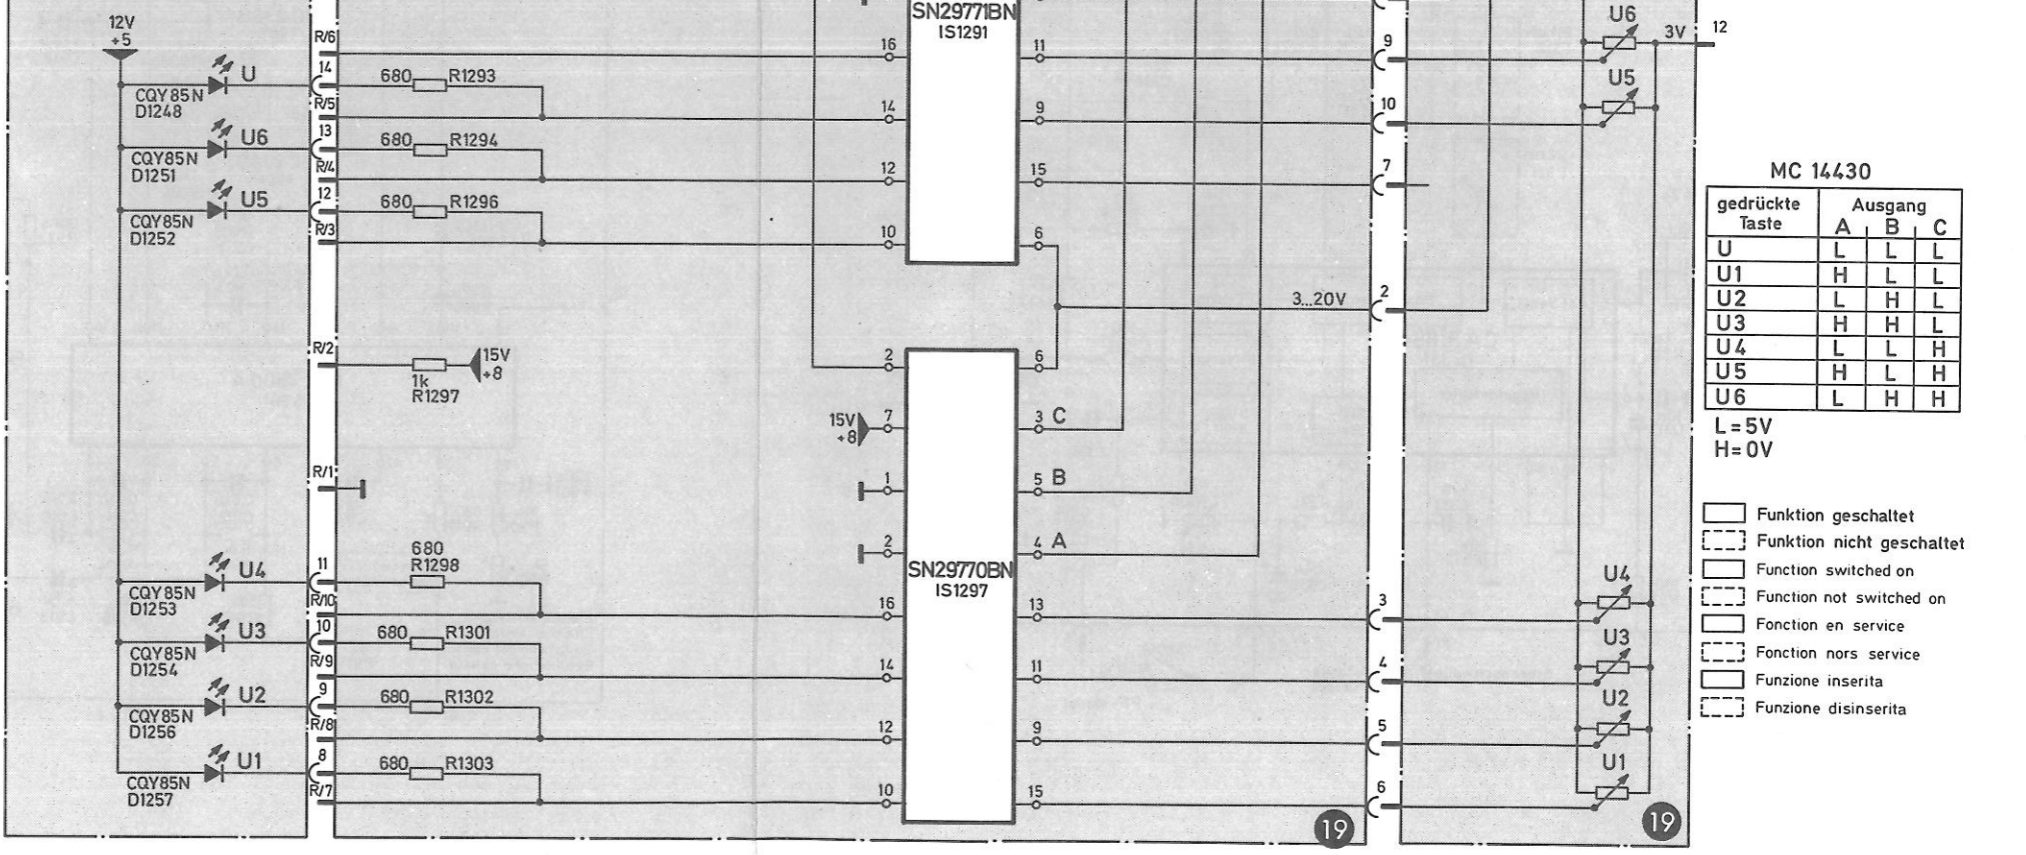 12V
+5
U
CQY85N
D1248
U6
CQY85N
D1251
U5
CQY85N
D1252
U4
CQY85N
D1253
U3
CQY85N
D1254
U2
CQY85N
D1256
U1
CQY85N
D1257
R/6
14
R/5
13
R/4
12
R/3
R/2
R/1
11
R/10
10
R/9
9
R/8
8
R/7
680 R1293
680 R1294
680 R1296
15V
+8
1k
R1297
680
R1298
680 R1301
680 R1302
680 R1303
SN29771BN
IS1291
16
14
12
10
11
9
15
6
2
15V
+8
7
1
2
16
14
12
10
SN29770BN
IS1297
6
3 C
5 B
4 A
13
11
9
15
3...20V
9
10
7
2
3
4
5
6
19
U6
3V
12
U5
U4
U3
U2
U1
19
MC 14430
gedrückte Ausgang
Taste A B C
U L L L
U1 H L L
U2 L H L
U3 H H L
U4 L L H
U5 H L H
U6 L H H
L=5V
H=0V
Funktion geschaltet
Funktion nicht geschaltet
Function switched on
Function not switched on
Fonction en service
Fonction nors service
Funzione inserita
Funzione disinserita